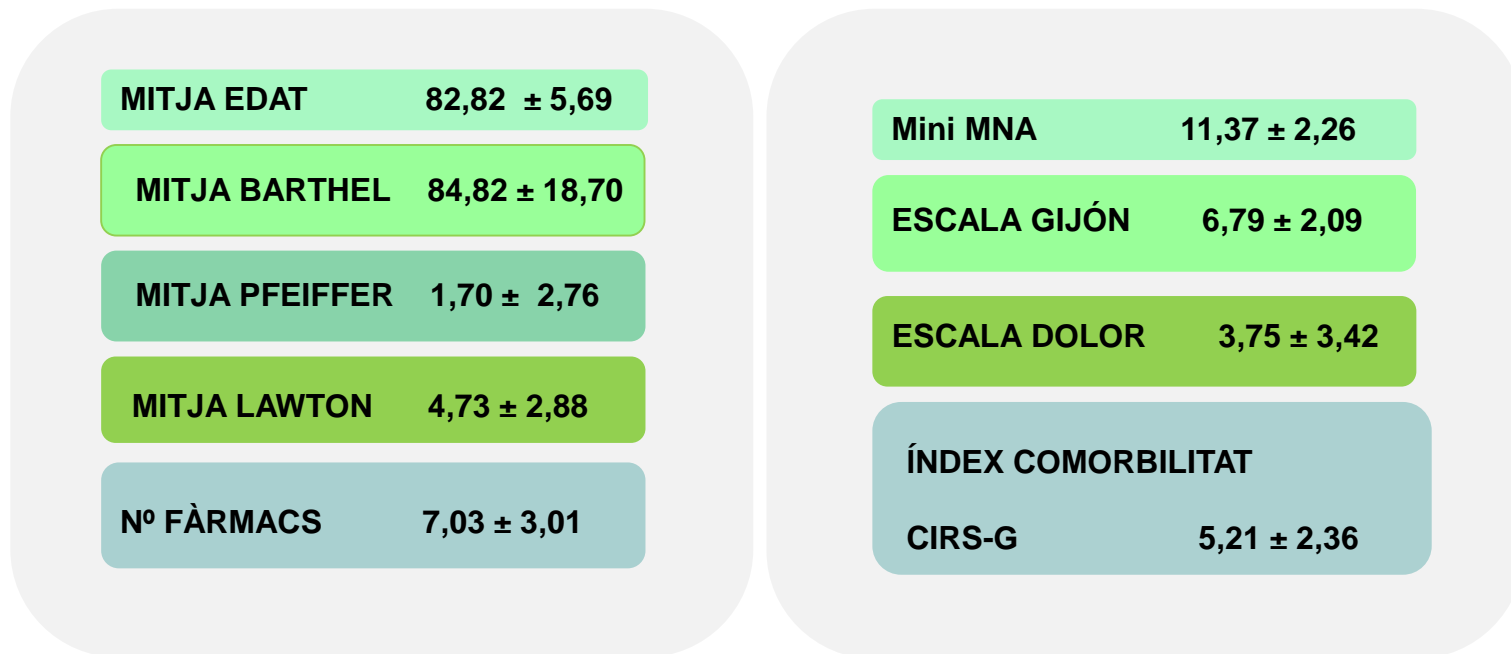 MITJA EDAT 82,82 ± 5,69
MITJA BARTHEL 84,82 ± 18,70
MITJA PFEIFFER 1,70 ± 2,76
MITJA LAWTON 4,73 ± 2,88
Nº FÀRMACS 7,03 ± 3,01
Mini MNA 11,37 ± 2,26
ESCALA GIJÓN 6,79 ± 2,09
ESCALA DOLOR 3,75 ± 3,42
ÍNDEX COMORBILITAT
CIRS-G 5,21 ± 2,36